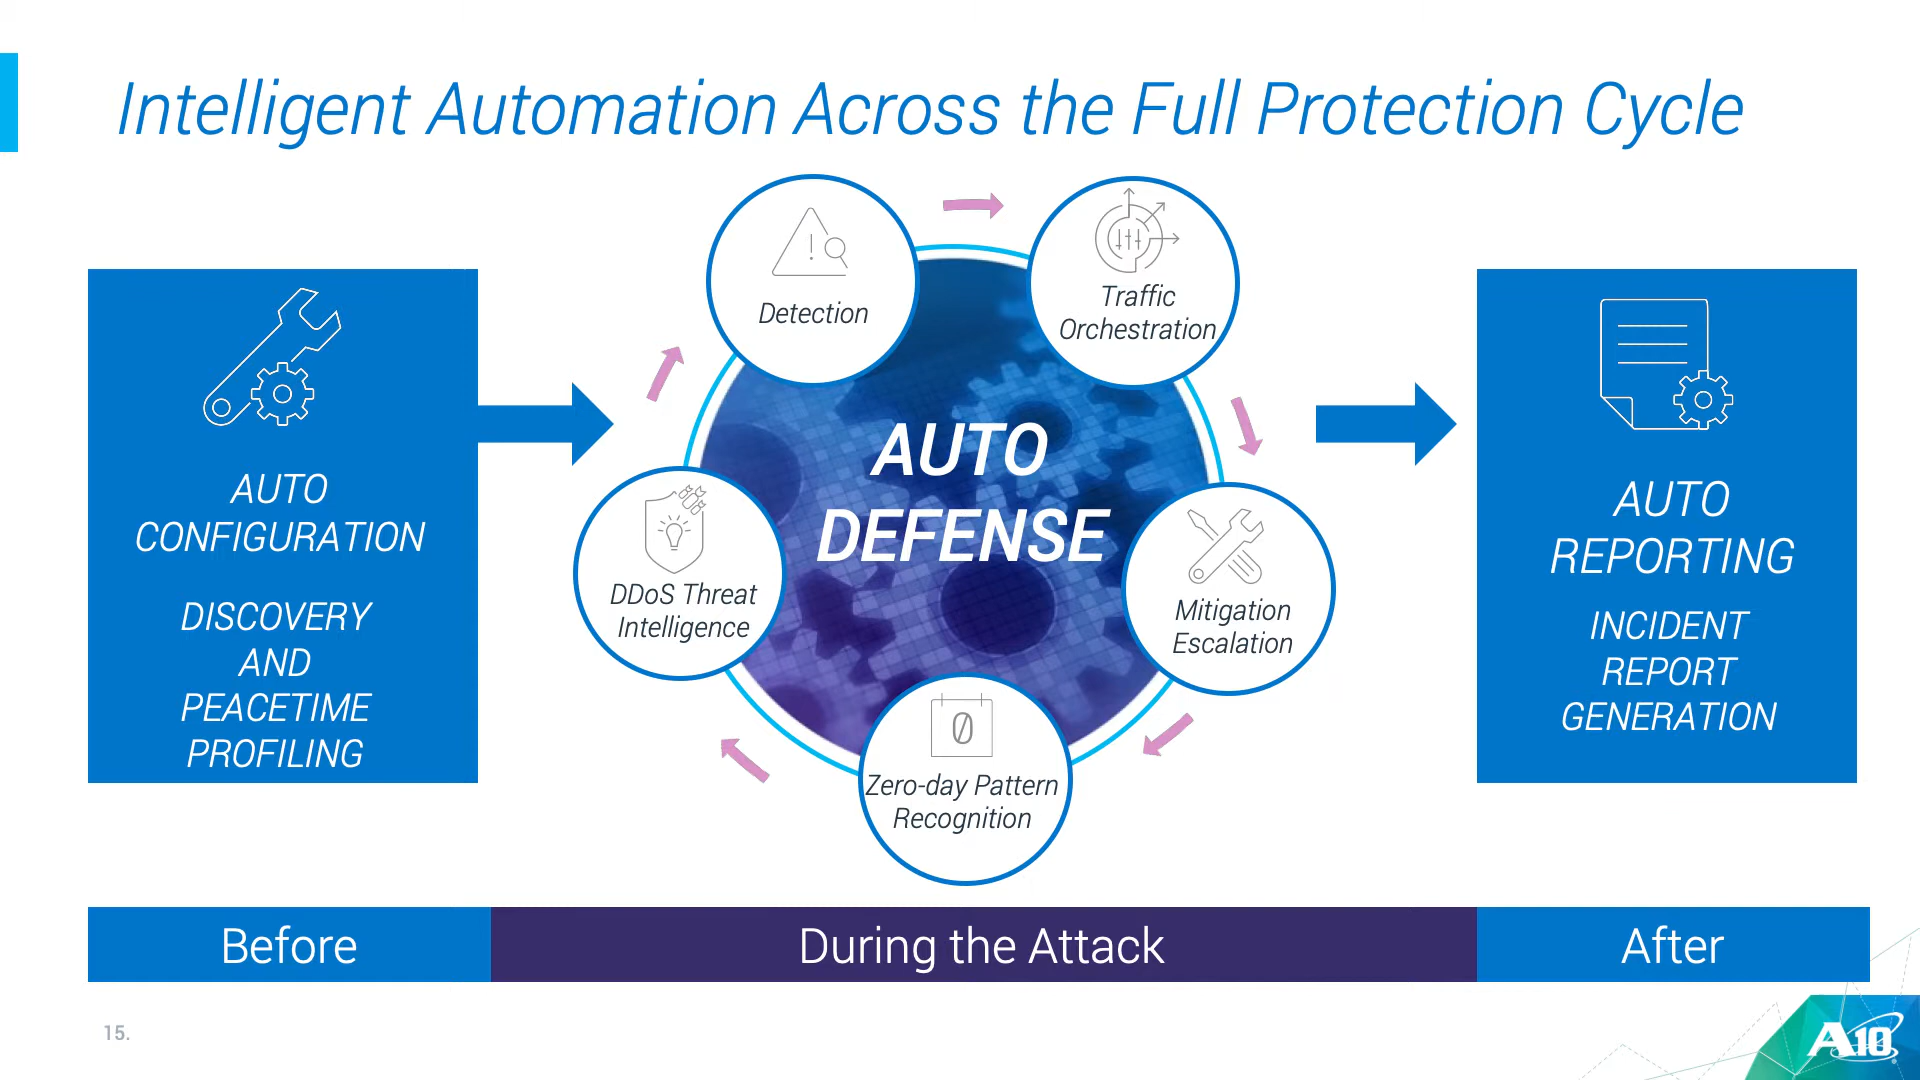 Intelligent Automation Across the Full Protection Cycle
AUTO
CONFIGURATION
DISCOVERY
AND
PEACETIME
PROFILING
Detection
Traffic
Orchestration
AUTO
DEFENSE
DDoS Threat
Intelligence
Mitigation
Escalation
0
Zero-day Pattern
Recognition
AUTO
REPORTING
INCIDENT
REPORT
GENERATION
Before
During the Attack
After
15.
A10